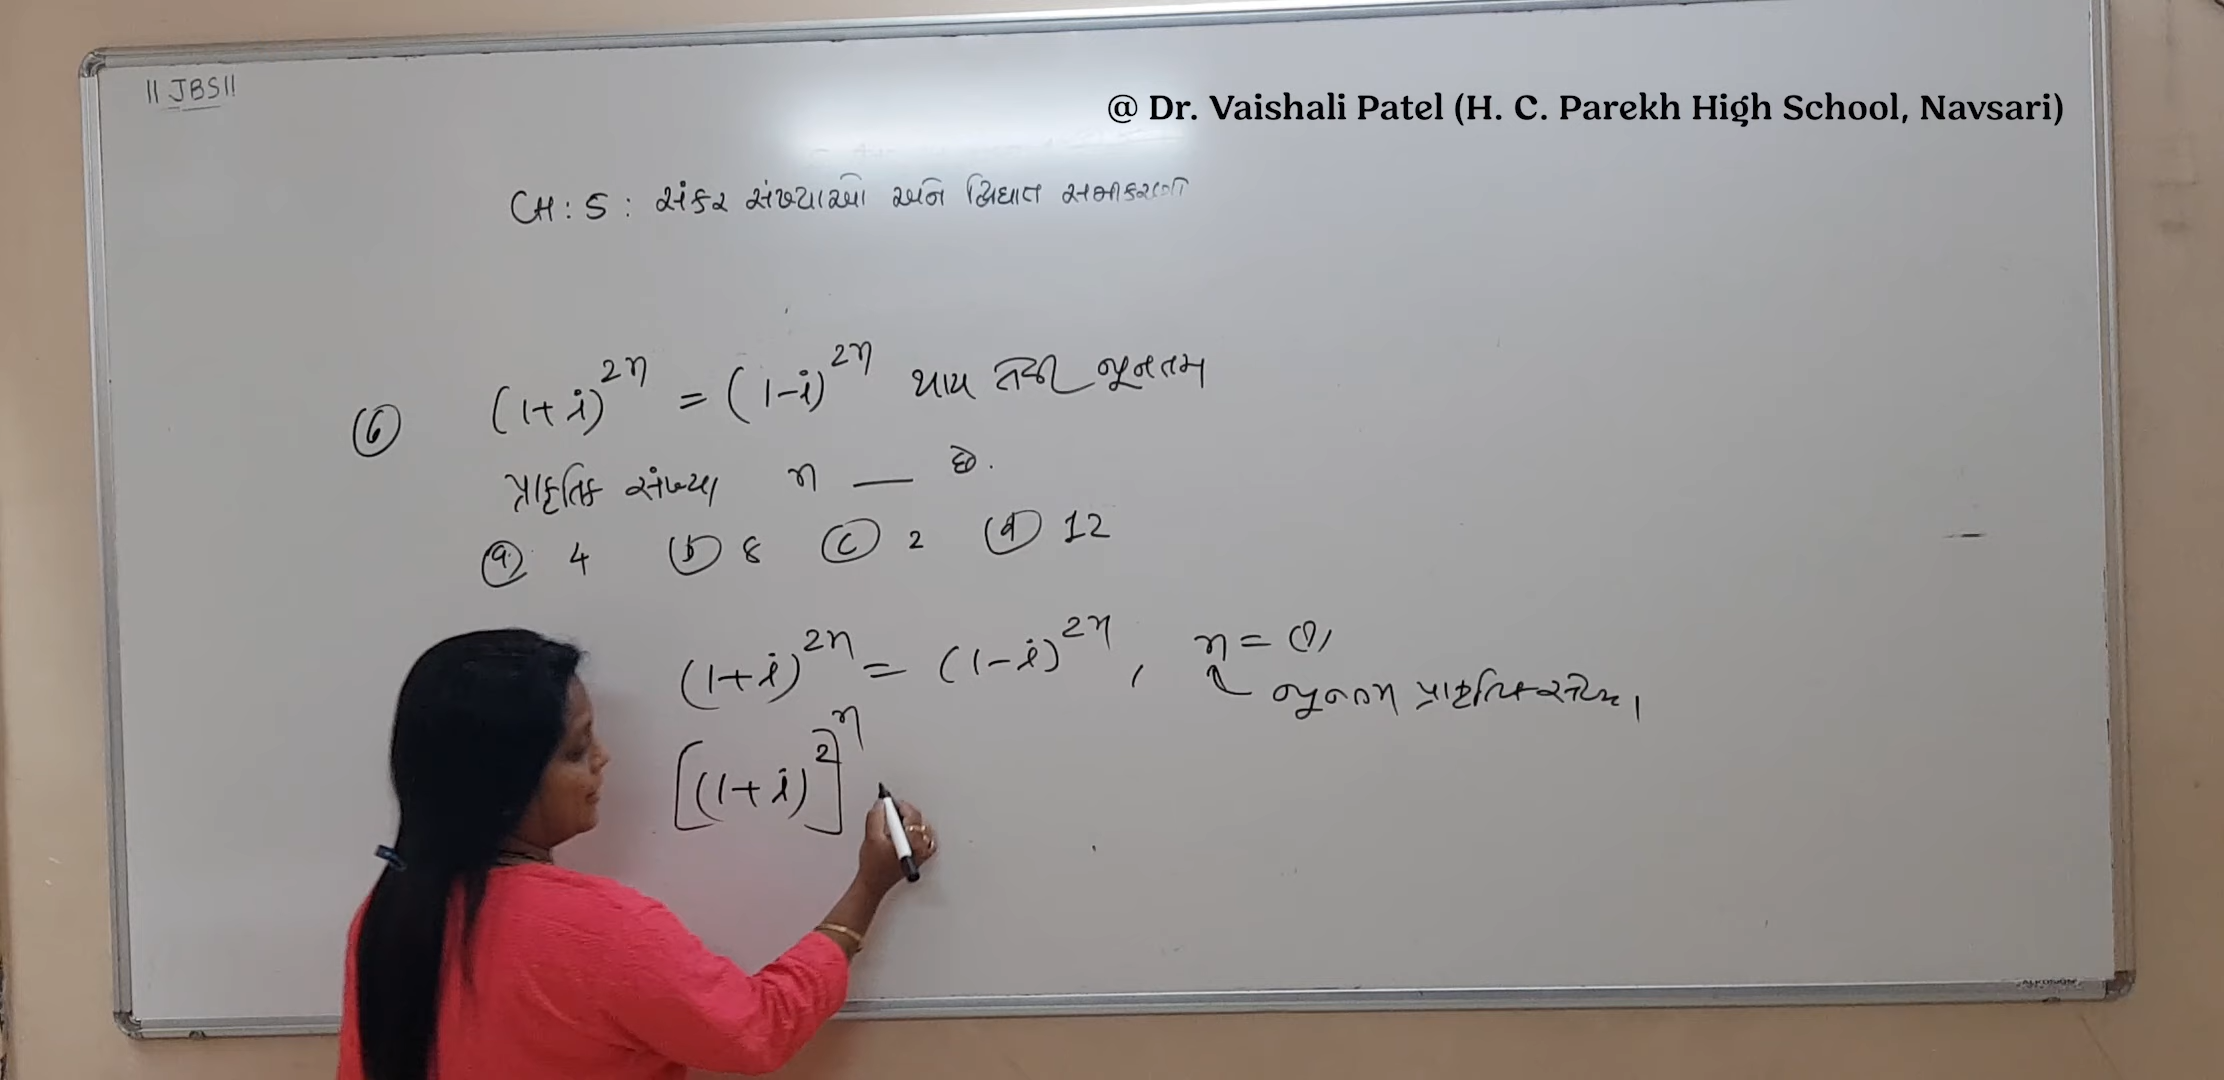 || JBS ||
@ Dr. Vaishali Patel (H. C. Parekh High School, Navsari)
CH : 5 : સંકર સંખ્યાઓ અને દ્વિઘાત સમીકરણો
⑥ (1+i)^{2n} = (1-i)^{2n} થાય તેવી ન્યૂનતમ
પ્રાકૃતિક સંખ્યા n __ છે.
ⓐ 4 ⓑ 8 ⓒ 2 ⓓ 12
(1+i)^{2n} = (1-i)^{2n}, n = (?)
ન્યૂનતમ પ્રાકૃતિક સંખ્યા
[(1+i)^2]^n